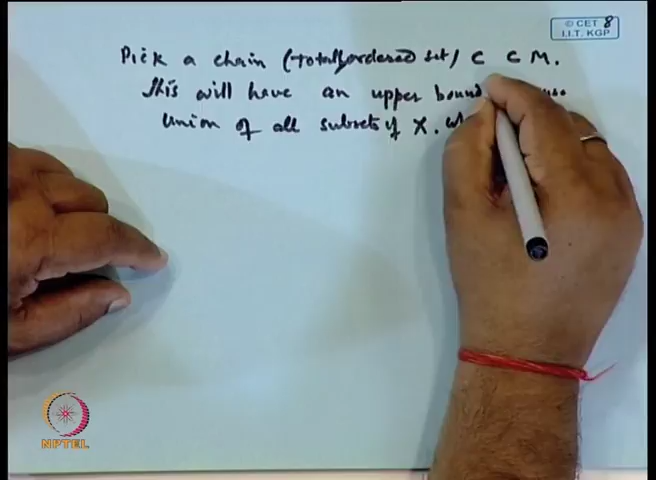 © CET 8
I.I.T. KGP
Pick a chain (totally ordered set) C ⊂ M.
This will have an upper bound
Union of all subsets of X.
NPTEL